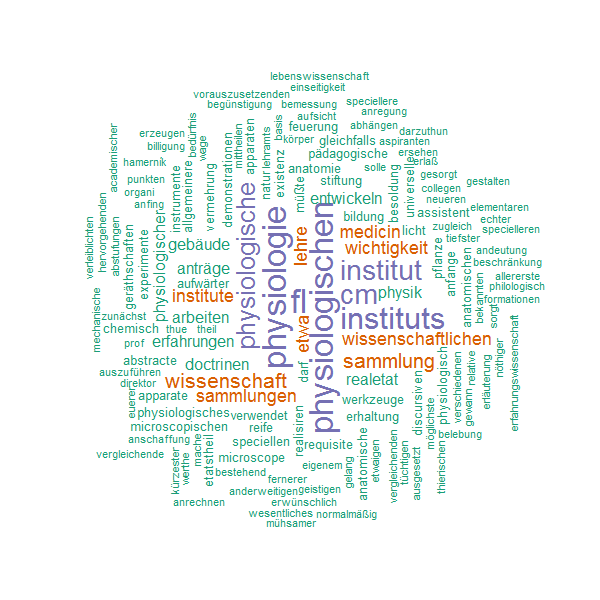 lebenswissenschaft
einseitigkeit
vorauszusetzenden
begünstigung
bemessung
speciellere
anregung
aufsicht
abhängen
feuerung
basis
darzuthun
academischer
erzeugen
billigung
bedürfnis
wage
mittheilen
lehramts
körper
gleichfalls
aspiranten
ersehen
erlaß
hamernik
apparaten
demonstrationen
pädagogische
universelle
anatomie
solle
gesorgt
gestalten
punkten
organi
anfing
instrumente
allgemeinere
vermehrung
natur
existenz
stiftung
müßte
entwickeln
besoldung
collegen
neueren
elementaren
hervorgehenden
verleiblichten
abstufungen
geräthschaften
experimente
physiologischer
gebäude
physiologische
physiologie
lehre
physiologischen
bildung
assistent
medicin
licht
zugleich
echter
tiefster
specielleren
wichtigkeit
pflanze
anfange
anatomischen
andeutung
beschränkung
anträge
aufwärter
institut
institute
fl
cm
physik
bekannten
allererste
philologisch
formationen
sorgt
mechanische
zunächst
arbeiten
chemisch
thue
theil
etwa
instituts
prof
erfahrungen
wissenschaftlichen
abstracte
doctrinen
darf
sammlung
auszuführen
direktor
wissenschaft
realetat
physiologisch
verschiedenen
gewann
relative
erläuterung
nöthiger
erfahrungswissenschaft
euerer
apparate
sammlungen
werkzeuge
discursiven
möglichste
physiologisches
verwendet
erhaltung
microscopischen
reife
realisiren
belebung
anschaffung
mache
etatstheil
speciellen
requisite
vergleichende
werthe
kürzester
microscope
anatomische
etwaigen
gelang
eigenem
vergleichenden
tüchtigen
ausgesetzt
thierischen
bestehend
fernerer
anderweitigen
geistigen
anrechnen
erwünschlich
wesentliches
normalmäßig
mühsamer